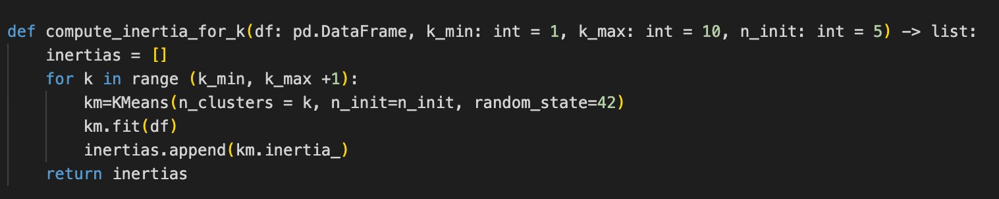 def compute_inertia_for_k(df: pd.DataFrame, k_min: int = 1, k_max: int = 10, n_init: int = 5) -> list:
    inertias = []
    for k in range (k_min, k_max +1):
        km=KMeans(n_clusters = k, n_init=n_init, random_state=42)
        km.fit(df)
        inertias.append(km.inertia_)
    return inertias